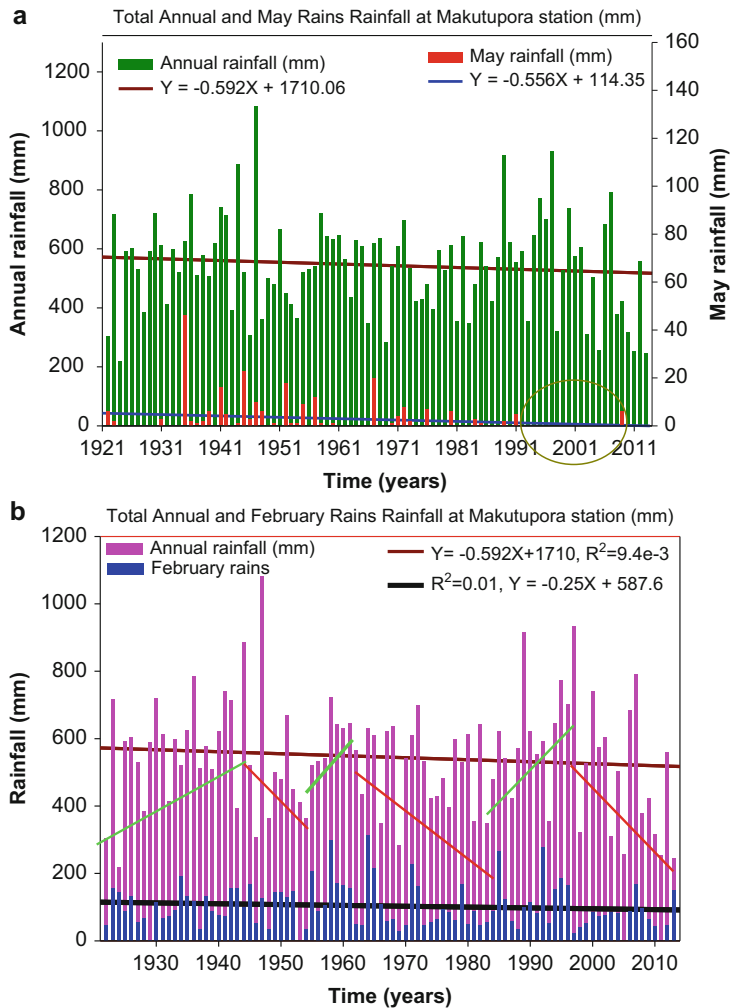 a
Total Annual and May Rains Rainfall at Makutupora station (mm)
Annual rainfall (mm)
May rainfall (mm)
Y = -0.592X + 1710.06
Y = -0.556X + 114.35
1200
1000
800
600
400
200
0
Annual rainfall (mm)
160
140
120
100
80
60
40
20
0
May rainfall (mm)
1921 1931 1941 1951 1961 1971 1981 1991 2001 2011
Time (years)
b
Total Annual and February Rains Rainfall at Makutupora station (mm)
Annual rainfall (mm)
February rains
Y= -0.592X+1710, R²=9.4e-3
R²=0.01, Y = -0.25X + 587.6
1200
1000
800
600
400
200
0
Rainfall (mm)
1930 1940 1950 1960 1970 1980 1990 2000 2010
Time (years)